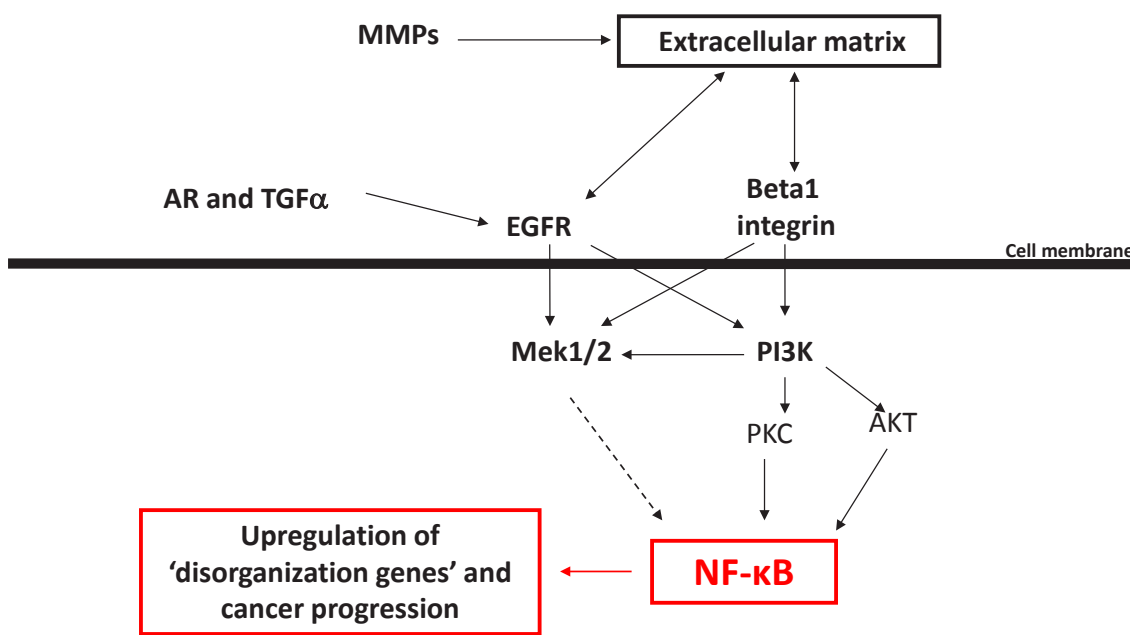 MMPs
Extracellular matrix
AR and TGFα
EGFR
Beta1
integrin
Cell membrane
Mek1/2
PI3K
PKC
AKT
Upregulation of
‘disorganization genes’ and
cancer progression
NF-κB